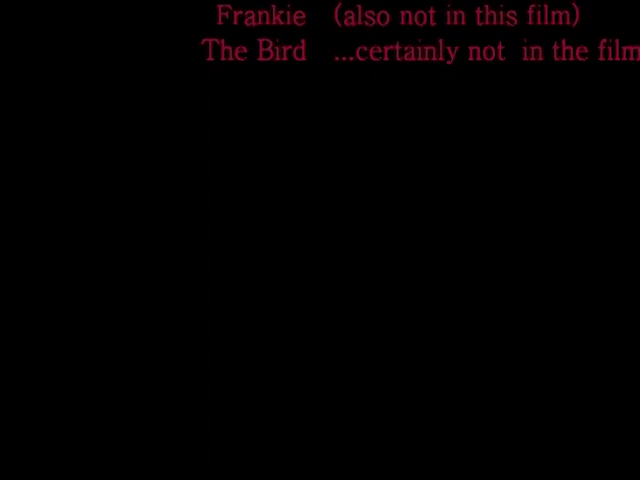 Frankie (also not in this film)
The Bird ...certainly not in the film